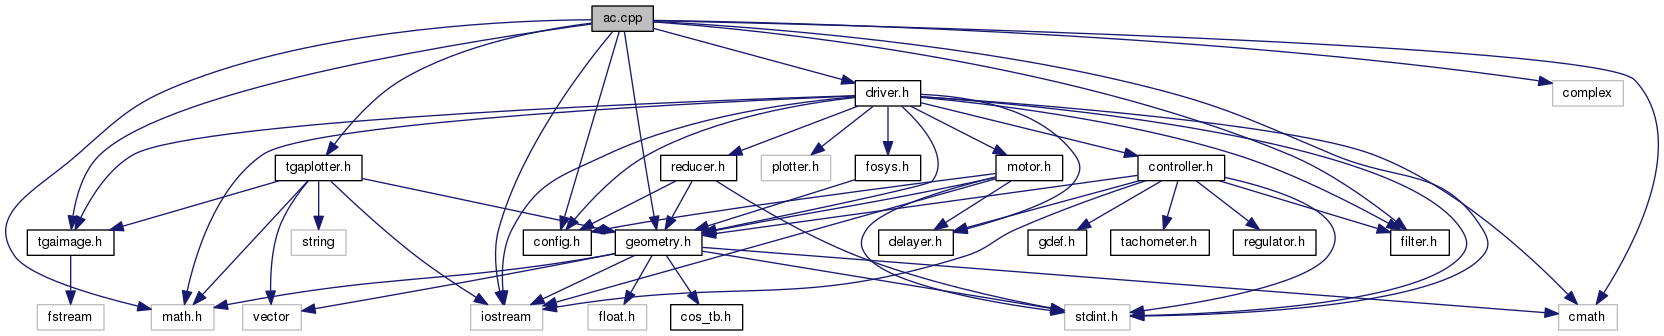 ac.cpp
driver.h
complex
tgaplotter.h
reducer.h
plotter.h
fosys.h
motor.h
controller.h
tgaimage.h
string
config.h
geometry.h
delayer.h
gdef.h
tachometer.h
regulator.h
filter.h
fstream
math.h
vector
iostream
float.h
cos_tb.h
stdint.h
cmath